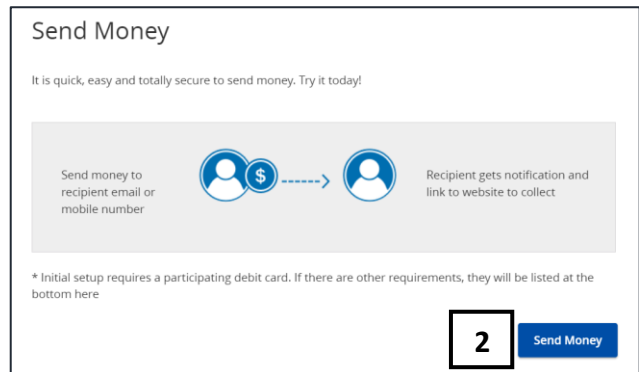 Send Money
It is quick, easy and totally secure to send money. Try it today!
Send money to
recipient email or
mobile number
$
Recipient gets notification and
link to website to collect
* Initial setup requires a participating debit card. If there are other requirements, they will be listed at the
bottom here
2
Send Money